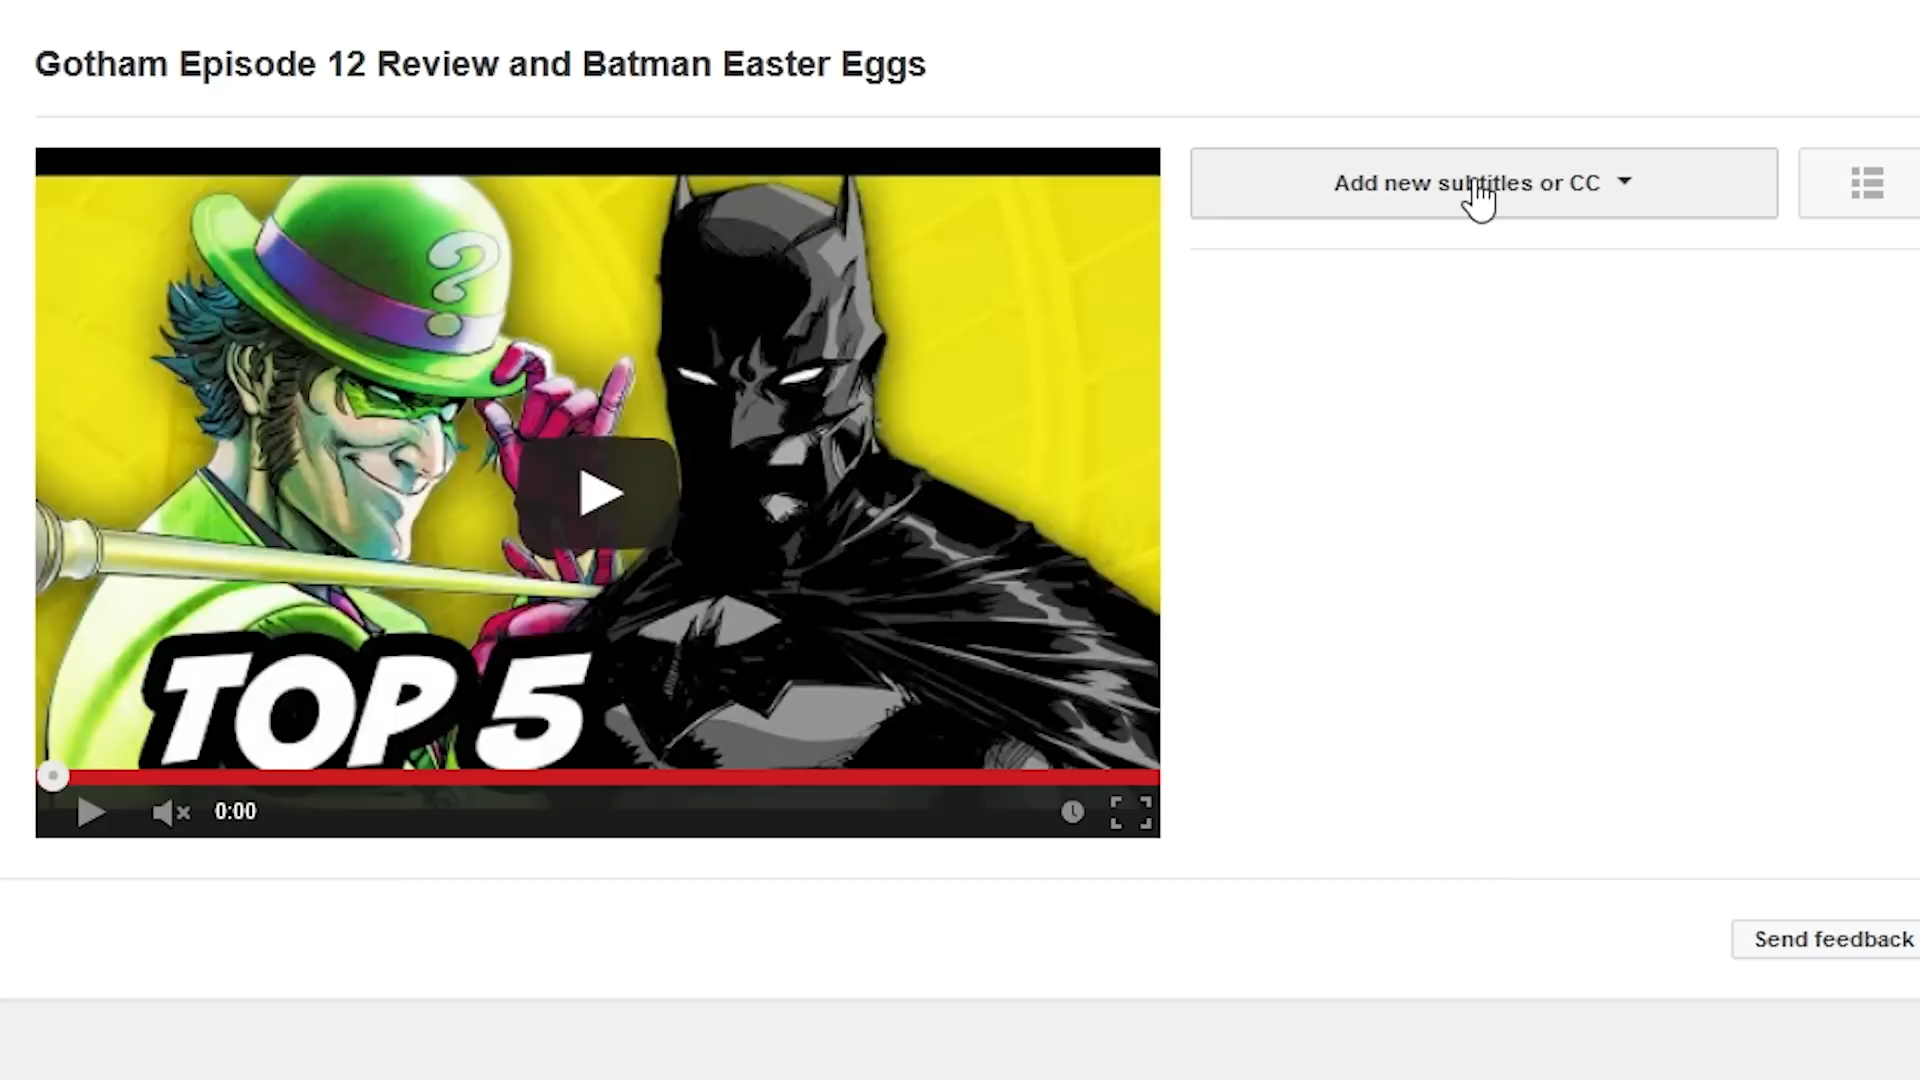 Gotham Episode 12 Review and Batman Easter Eggs
Add new subtitles or CC
?
TOP 5
0:00
Send feedback